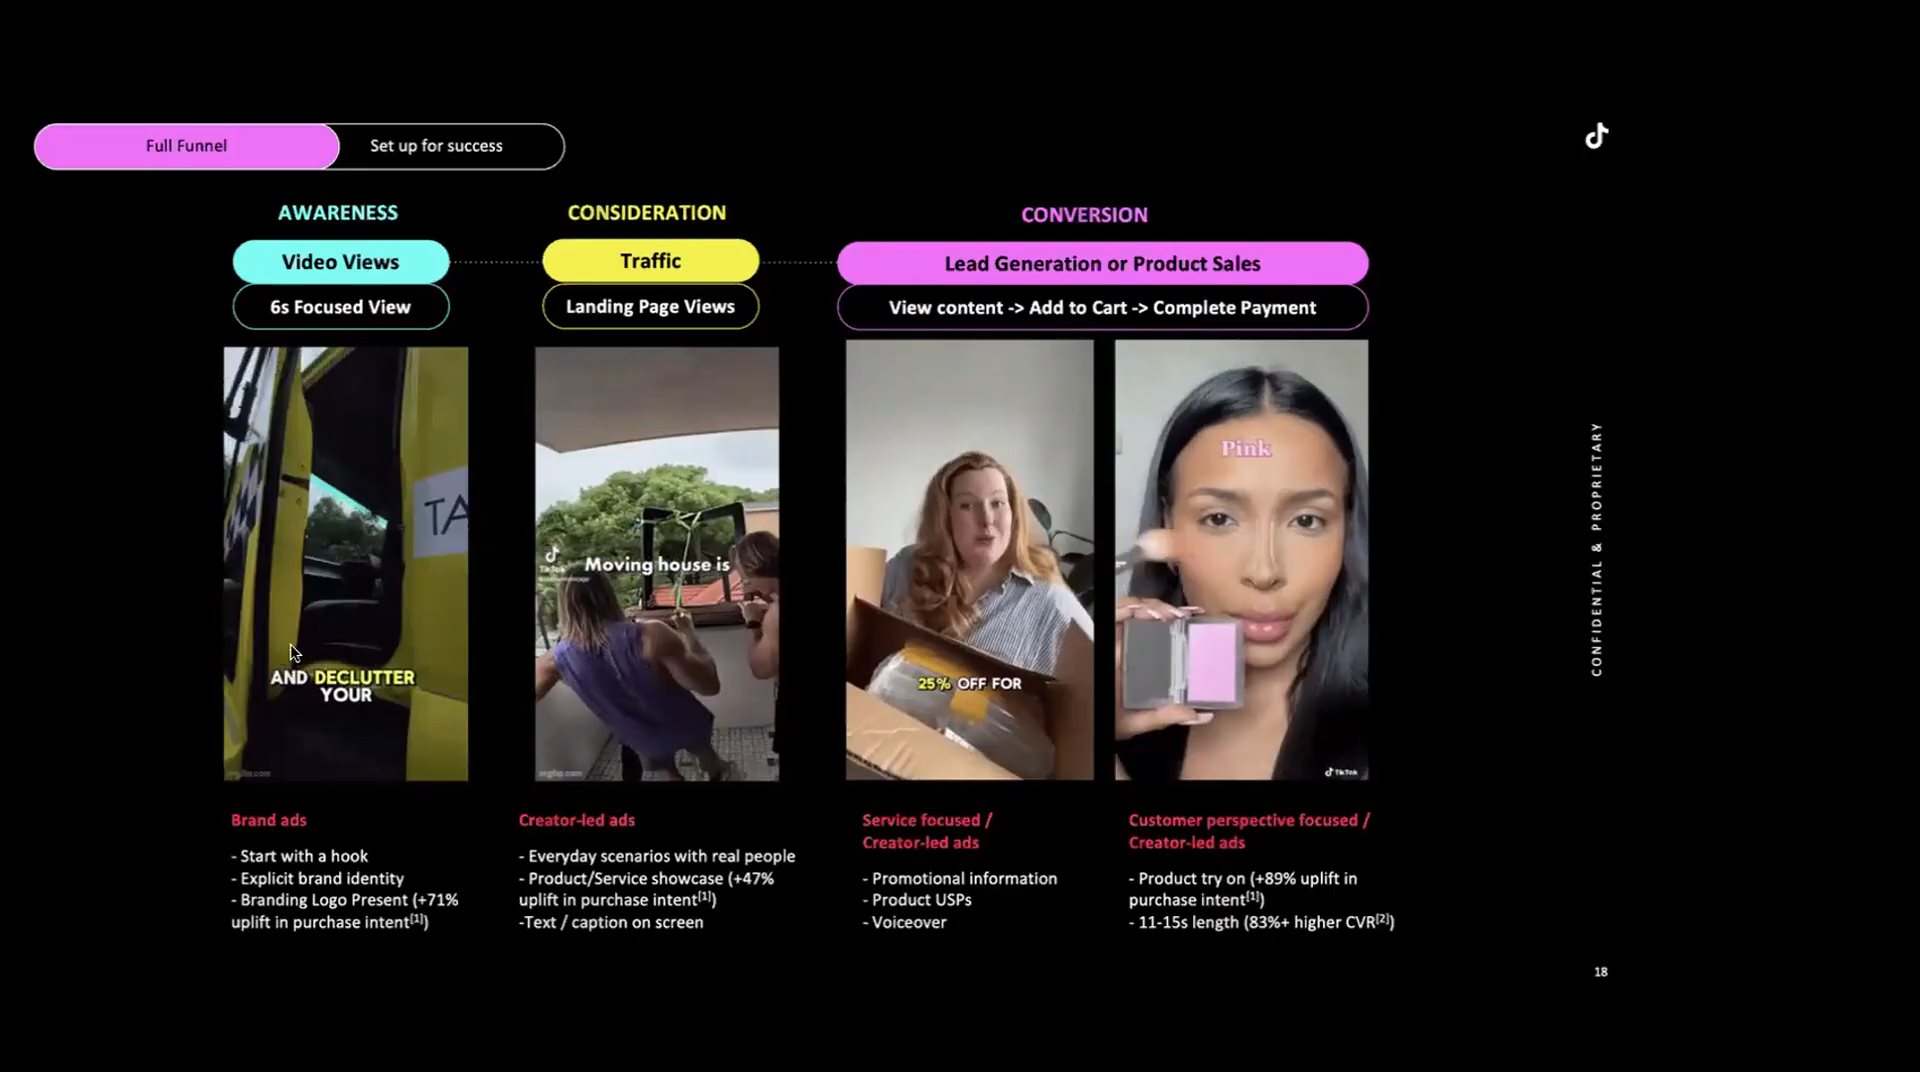 Full Funnel
Set up for success
AWARENESS
CONSIDERATION
CONVERSION
Video Views
Traffic
Lead Generation or Product Sales
6s Focused View
Landing Page Views
View content -> Add to Cart -> Complete Payment
TA
AND DECLUTTER
YOUR
imgflip.com
TikTok
Moving house is
imgflip.com
25% OFF FOR
Pink
TikTok
Brand ads
- Start with a hook
- Explicit brand identity
- Branding Logo Present (+71%
uplift in purchase intent[1])
Creator-led ads
- Everyday scenarios with real people
- Product/Service showcase (+47%
uplift in purchase intent[1])
-Text / caption on screen
Service focused /
Creator-led ads
- Promotional information
- Product USPs
- Voiceover
Customer perspective focused /
Creator-led ads
- Product try on (+89% uplift in
purchase intent[1])
- 11-15s length (83%+ higher CVR[2])
CONFIDENTIAL & PROPRIETARY
18